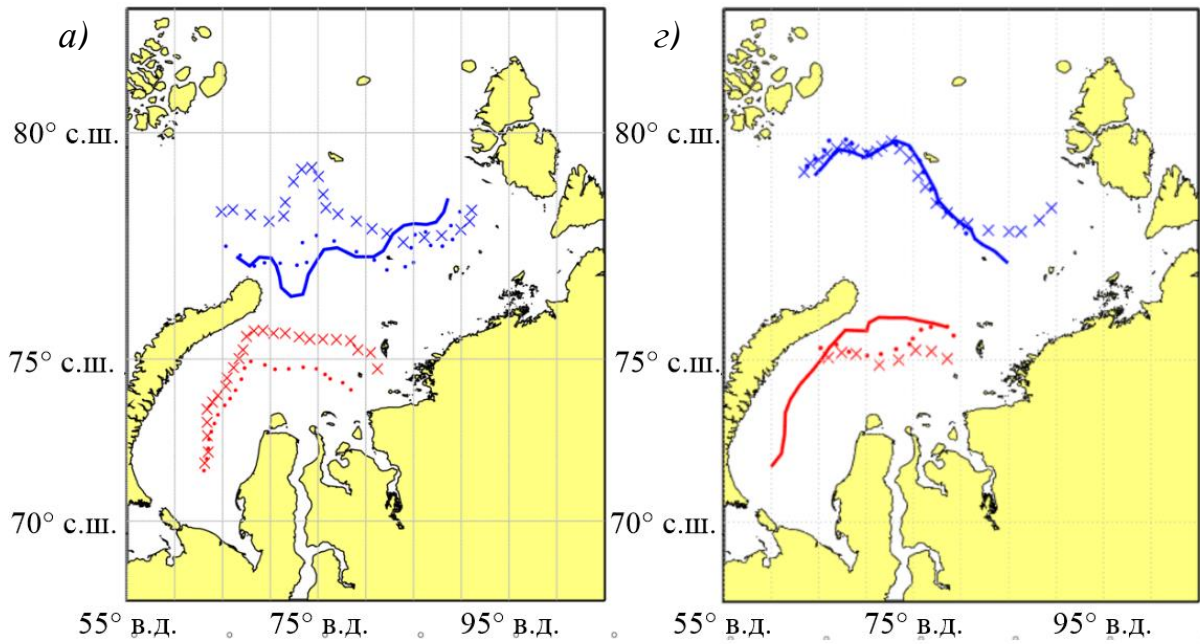 а) г)
80° с.ш. 80° с.ш.
75° с.ш. 75° с.ш.
70° с.ш. 70° с.ш.
55° в.д. 75° в.д. 95° в.д. 55° в.д. 75° в.д. 95° в.д.